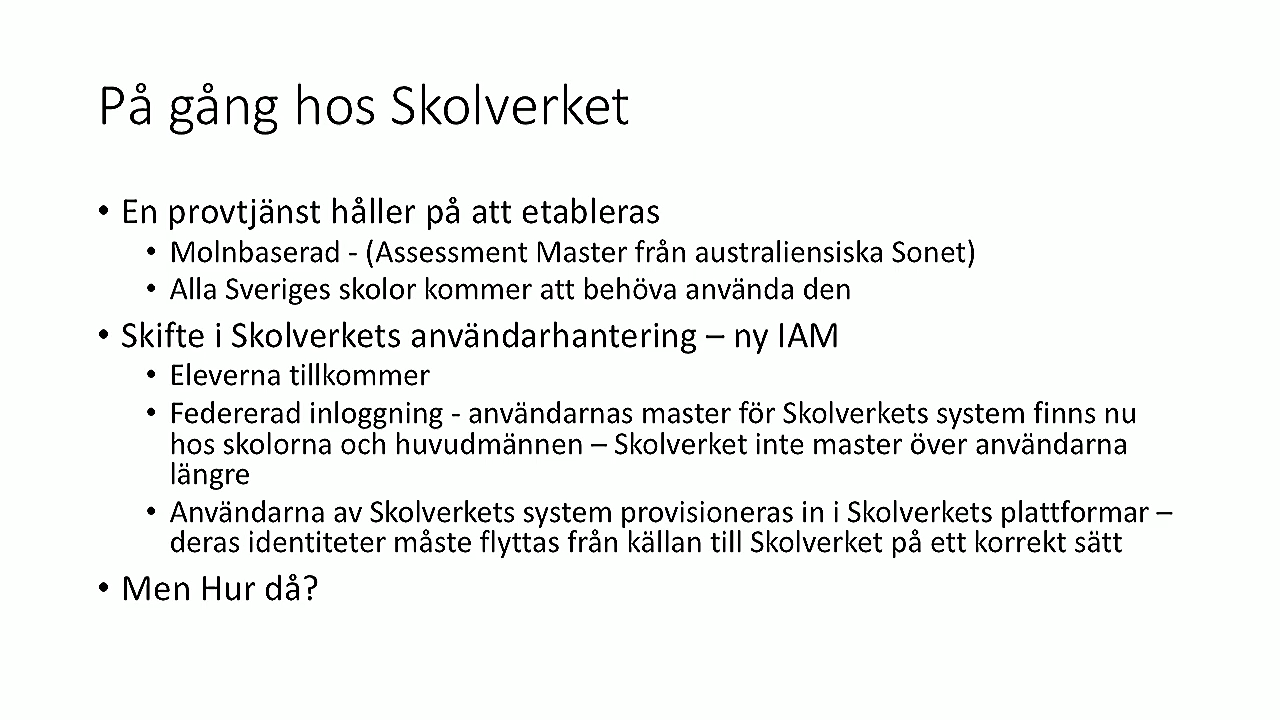 På gång hos Skolverket
• En provtjänst håller på att etableras
• Molnbaserad - (Assessment Master från australiensiska Sonet)
• Alla Sveriges skolor kommer att behöva använda den
• Skifte i Skolverkets användarhantering – ny IAM
• Eleverna tillkommer
• Federerad inloggning - användarnas master för Skolverkets system finns nu
hos skolorna och huvudmännen – Skolverket inte master över användarna
längre
• Användarna av Skolverkets system provisioneras in i Skolverkets plattformar –
deras identiteter måste flyttas från källan till Skolverket på ett korrekt sätt
• Men Hur då?